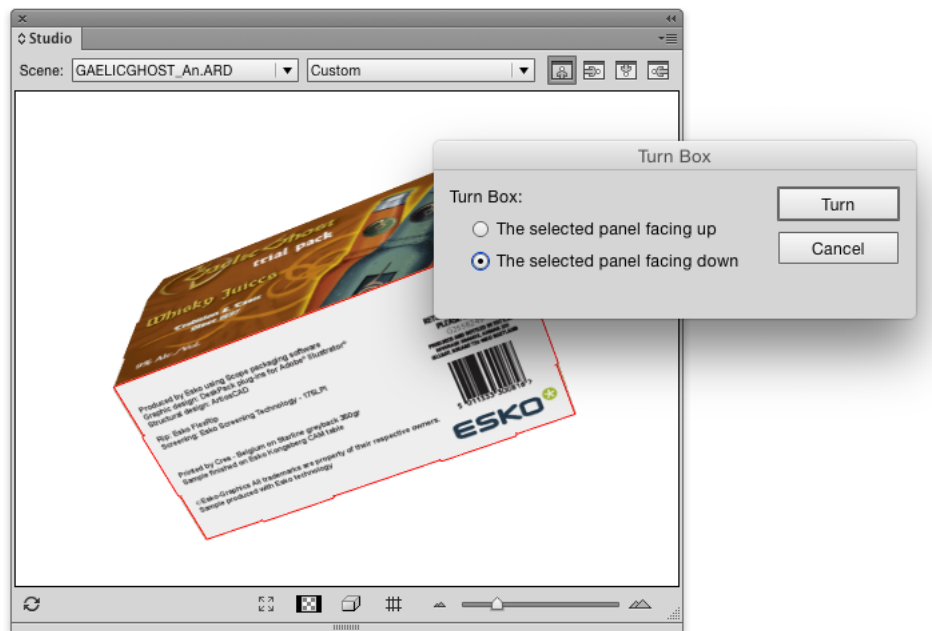 Studio
Scene: GAELICGHOST_An.ARD Custom
Turn Box
Turn Box:
The selected panel facing up
The selected panel facing down
Turn
Cancel
Gaelic Ghost
trial pack
Whisky Juices
Produced by Esko using Scope packaging software
Graphic design: DeskPack plug-ins for Adobe® Illustrator®
Structural design: ArtiosCAD
Rip: Esko FlexRip
Screening: Esko Screening Technology - 175LPI
Printed by Cres - Belgium on Starline greyback 350gr
Sample finished on Esko Kongsberg CAM table
©Esko-Graphics All trademarks are property of their respective owners.
Sample produced with Esko technology
ESKO